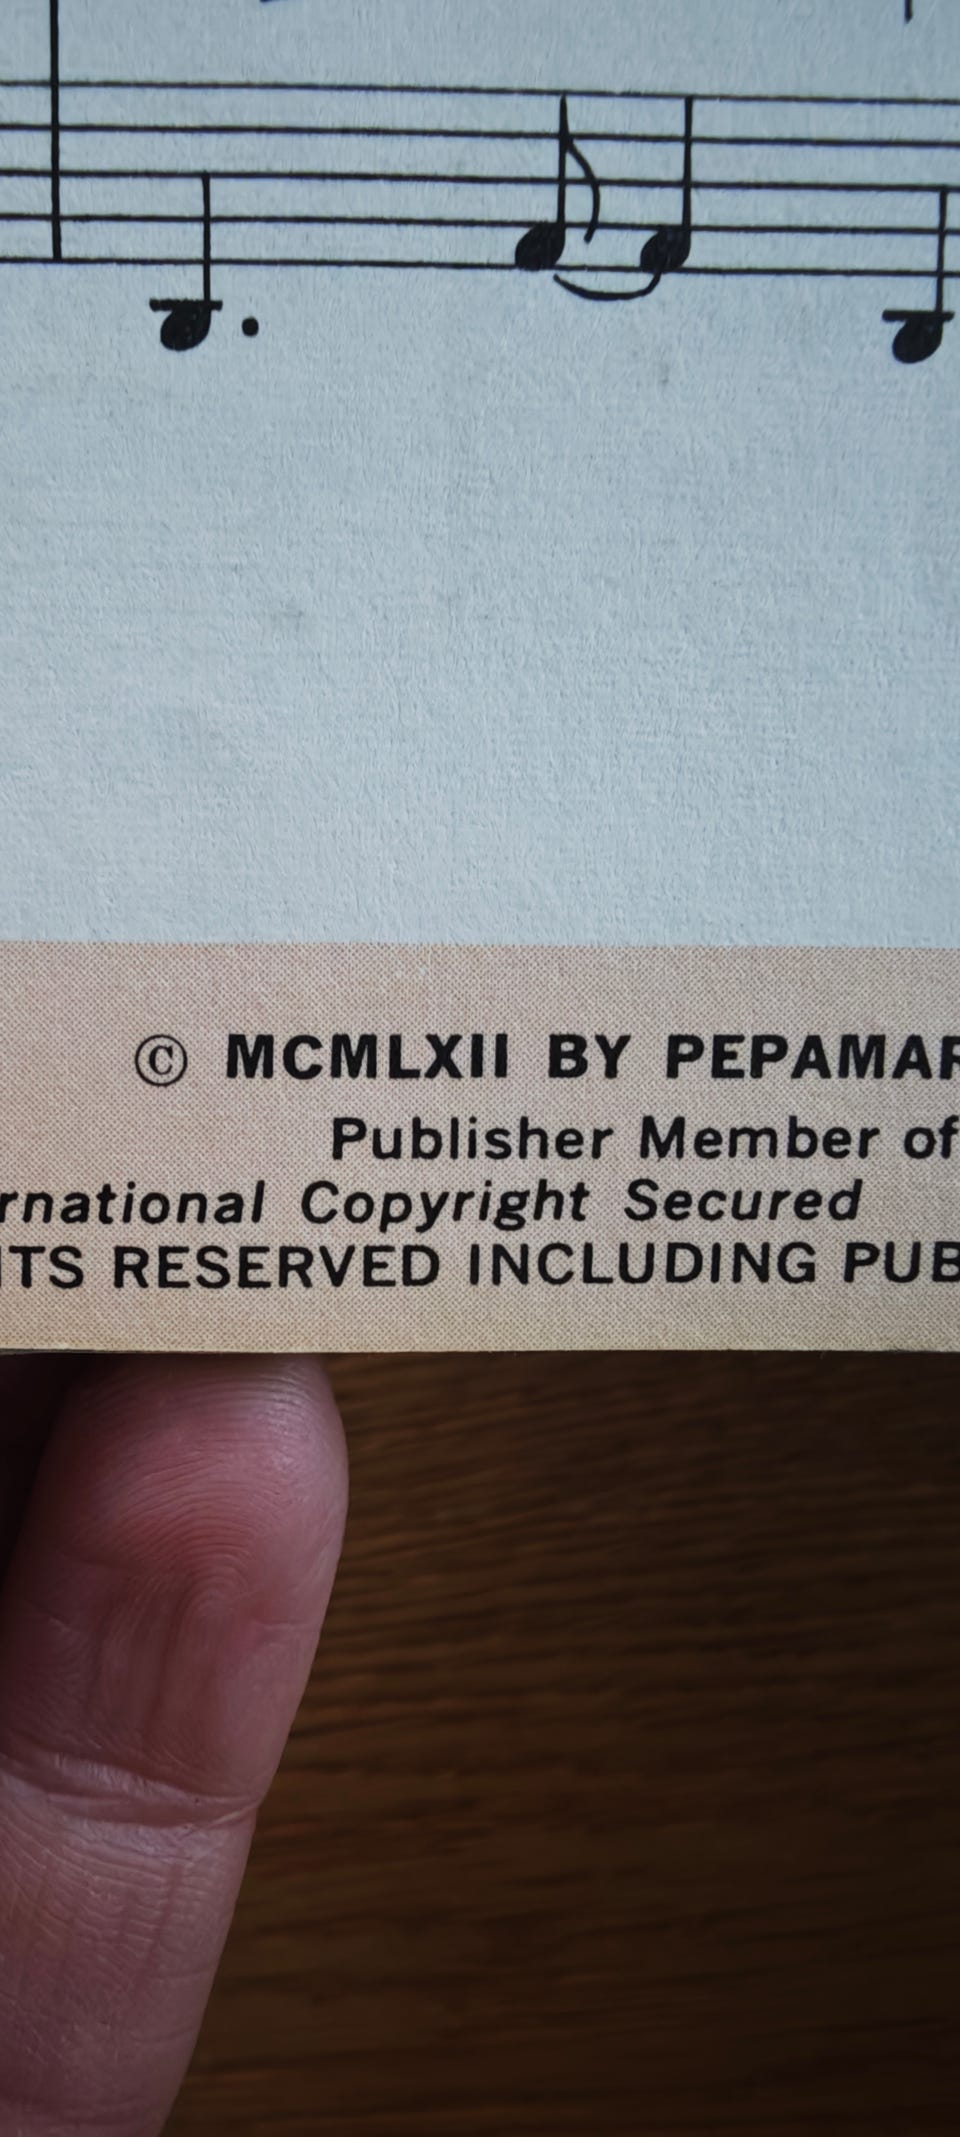 © MCMLXII BY PEPAMAR
Publisher Member of
rnational Copyright Secured
ITS RESERVED INCLUDING PUB